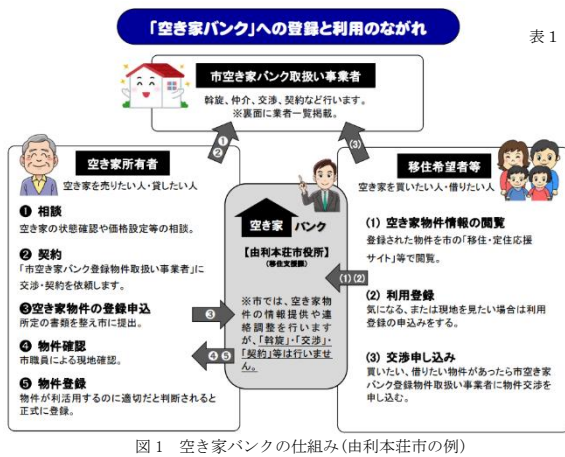 「空き家バンク」への登録と利用のながれ
表1
市空き家バンク取扱い事業者
斡旋、仲介、交渉、契約など行います。
※裏面に業者一覧掲載。
❶
❷
(3)
空き家所有者
空き家を売りたい人・貸したい人
❶ 相談
空き家の状態確認や価格設定等の相談。
❷ 契約
「市空き家バンク登録物件取扱い事業者」に
交渉・契約を依頼します。
❸空き家物件の登録申込
所定の書類を整え市に提出。
❹ 物件確認
市職員による現地確認。
❺ 物件登録
物件が利活用するのに適切だと判断されると
正式に登録。
❸
❹ ❺
空き家 バンク
【由利本荘市役所】
(移住支援課)
※市では、空き家物
件の情報提供や連
絡調整を行います
が、「斡旋」・「交渉」・
「契約」等は行いませ
ん。
(1)(2)
移住希望者等
空き家を買いたい人・借りたい人
(1) 空き家物件情報の閲覧
登録された物件を市の「移住・定住応援
サイト」等で閲覧。
(2) 利用登録
気になる、または現地を見たい場合は利用
登録の申込みをする。
(3) 交渉申し込み
買いたい、借りたい物件があったら市空き家
バンク登録物件取扱い事業者に物件交渉を
申し込む。
図1 空き家バンクの仕組み(由利本荘市の例)